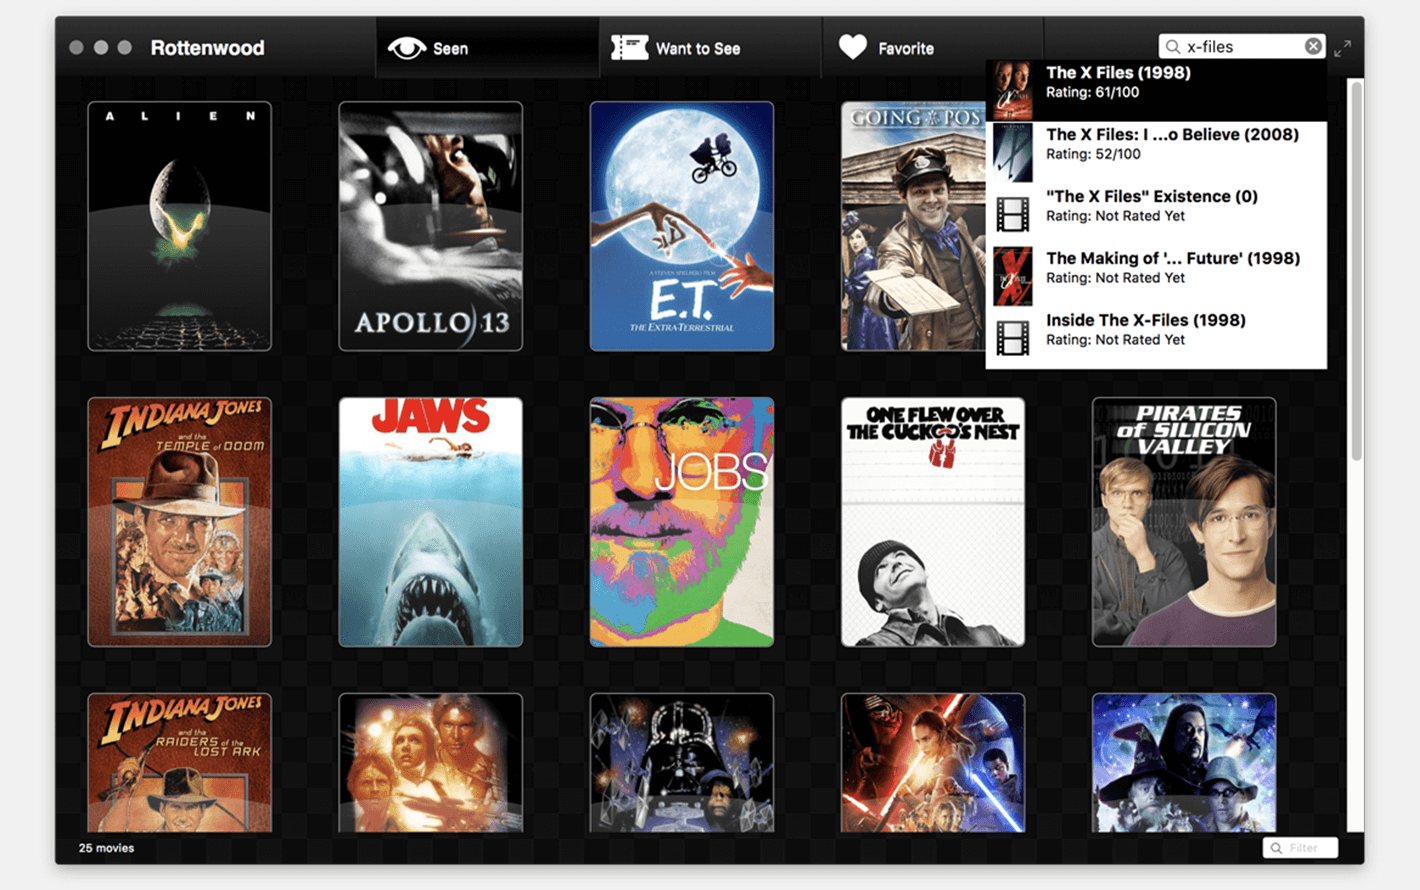 Rottenwood
Seen
Want to See
Favorite
x-files
The X Files (1998)
Rating: 61/100
The X Files: I ...o Believe (2008)
Rating: 52/100
"The X Files" Existence (0)
Rating: Not Rated Yet
The Making of '... Future' (1998)
Rating: Not Rated Yet
Inside The X-Files (1998)
Rating: Not Rated Yet
A L I E N
APOLLO 13
A STEVEN SPIELBERG FILM
E.T.
THE EXTRA-TERRESTRIAL
GOING POS
INDIANA JONES
and the
TEMPLE of DOOM
JAWS
JOBS
ONE FLEW OVER
THE CUCKOO'S NEST
PIRATES
of SILICON
VALLEY
INDIANA JONES
and the
RAIDERS of the
LOST ARK
25 movies
Filter